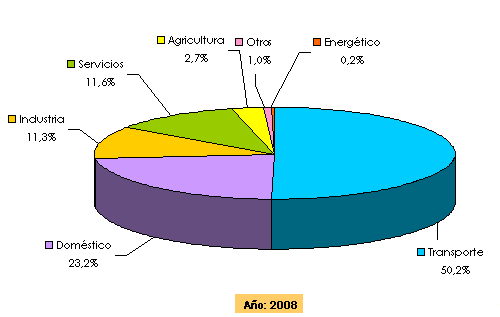 Agricultura
2,7%
Otros
1,0%
Energético
0,2%
Servicios
11,6%
Industria
11,3%
Doméstico
23,2%
Transporte
50,2%
Año: 2008